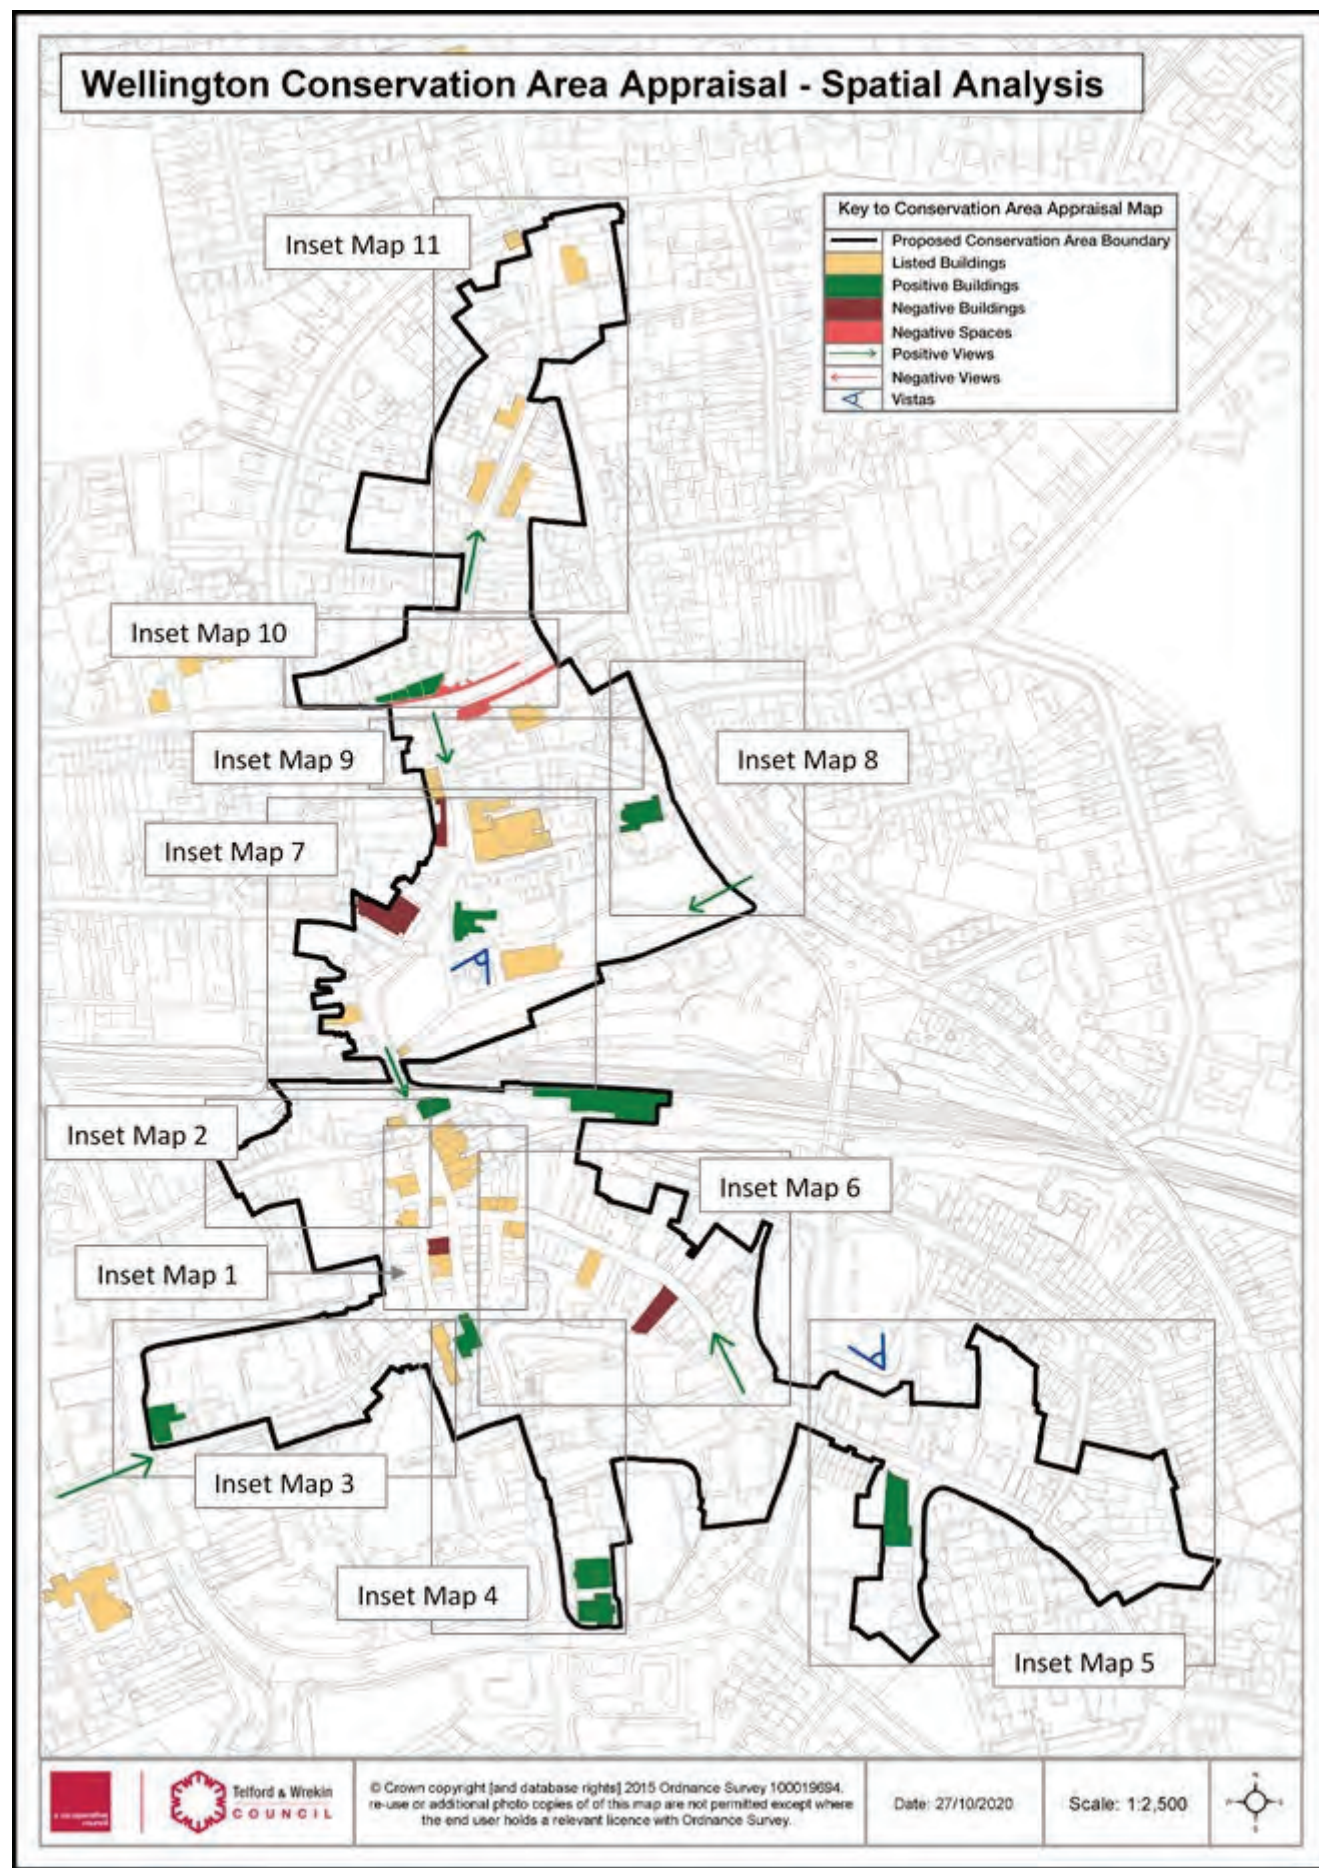 Wellington Conservation Area Appraisal - Spatial Analysis
Key to Conservation Area Appraisal Map
Proposed Conservation Area Boundary
Listed Buildings
Positive Buildings
Negative Buildings
Negative Spaces
Positive Views
Negative Views
Vistas
Inset Map 11
Inset Map 10
Inset Map 9
Inset Map 8
Inset Map 7
Inset Map 2
Inset Map 6
Inset Map 1
Inset Map 3
Inset Map 4
Inset Map 5
a co-operative
council
Telford & Wrekin
COUNCIL
© Crown copyright [and database rights] 2015 Ordnance Survey 100019694.
re-use or additional photo copies of of this map are not permitted except where
the end user holds a relevant licence with Ordnance Survey.
Date: 27/10/2020
Scale: 1:2,500